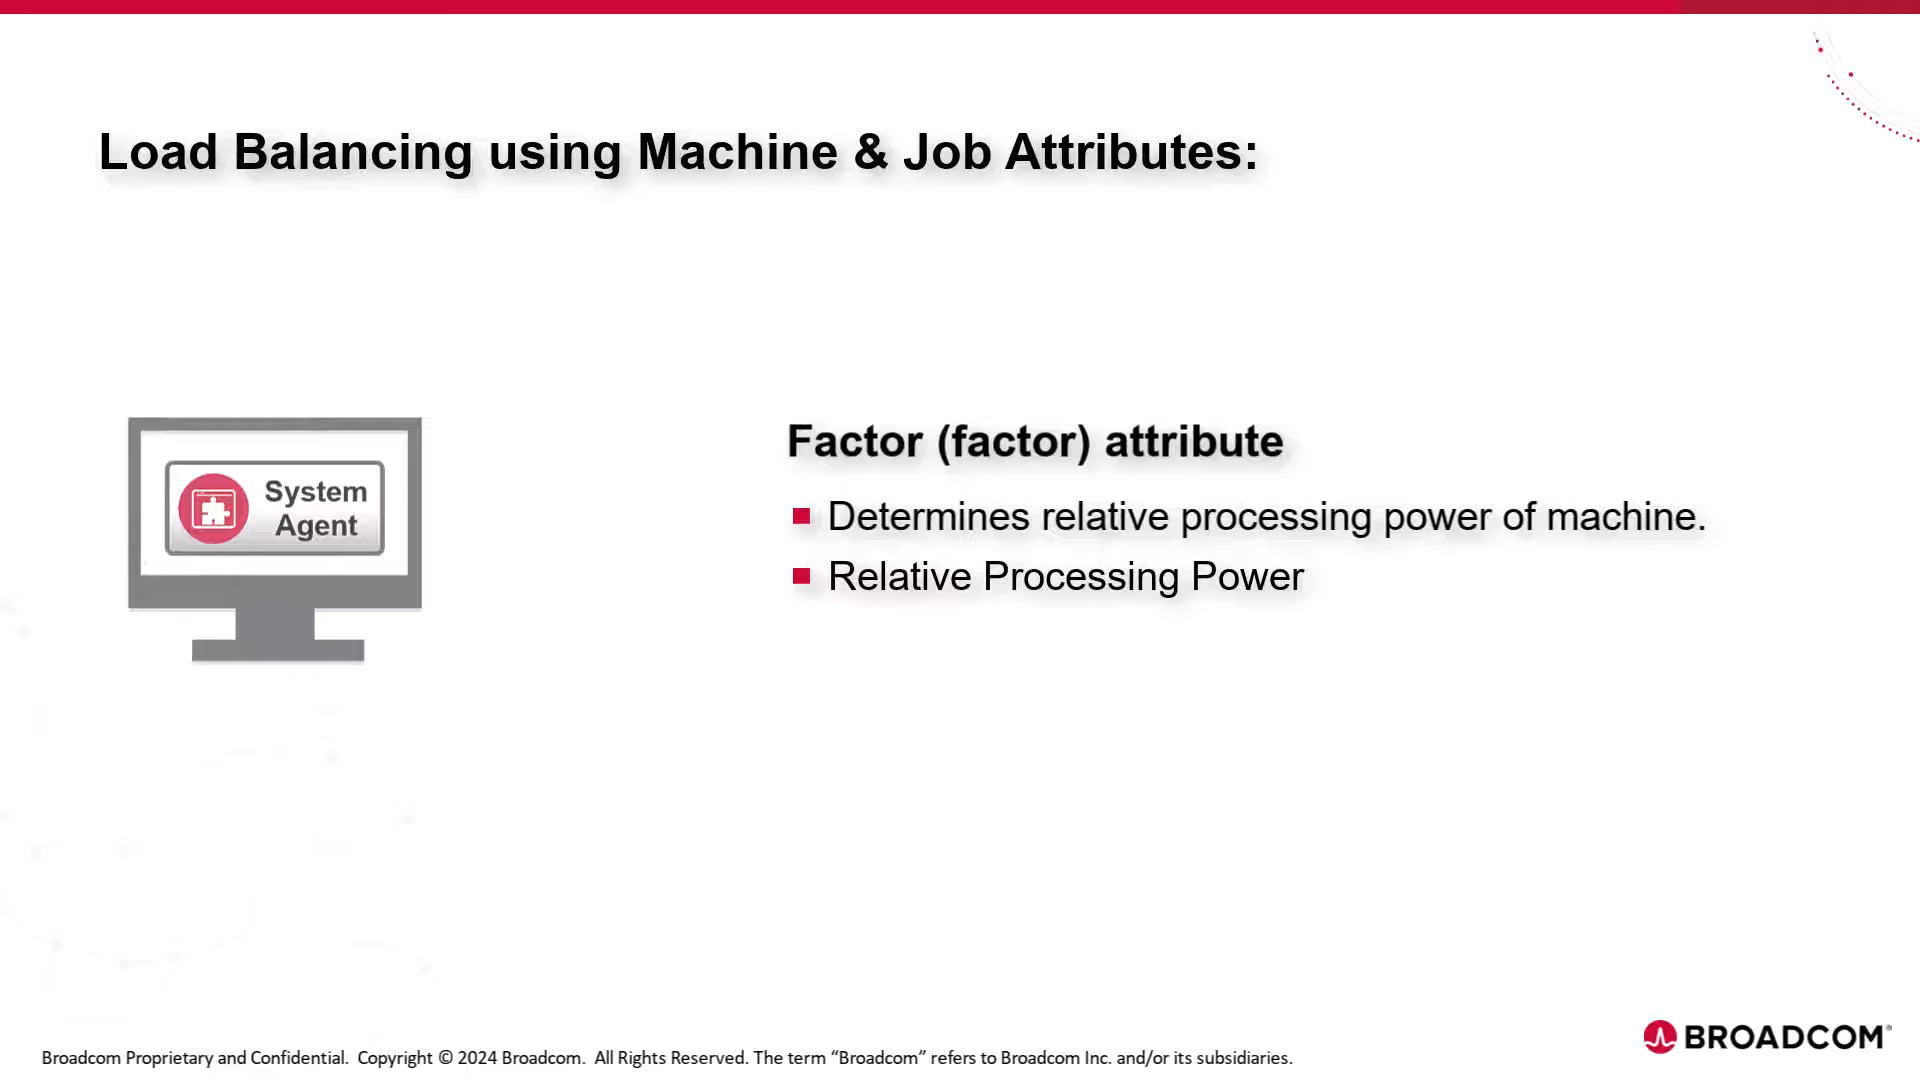 Load Balancing using Machine & Job Attributes:
System
Agent
Factor (factor) attribute
Determines relative processing power of machine.
Relative Processing Power
Broadcom Proprietary and Confidential.  Copyright © 2024 Broadcom.  All Rights Reserved. The term “Broadcom” refers to Broadcom Inc. and/or its subsidiaries.
BROADCOM®